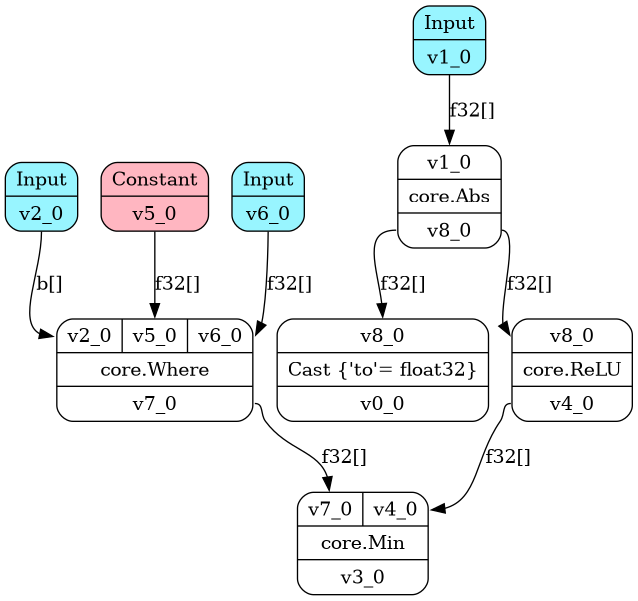 Input
v1_0
f32[]
v1_0
core.Abs
v8_0
Input
v2_0
Constant
v5_0
Input
v6_0
b[]
f32[]
f32[]
f32[]
f32[]
v2_0 v5_0 v6_0
core.Where
v7_0
v8_0
Cast {'to'= float32}
v0_0
v8_0
core.ReLU
v4_0
f32[]
f32[]
v7_0 v4_0
core.Min
v3_0